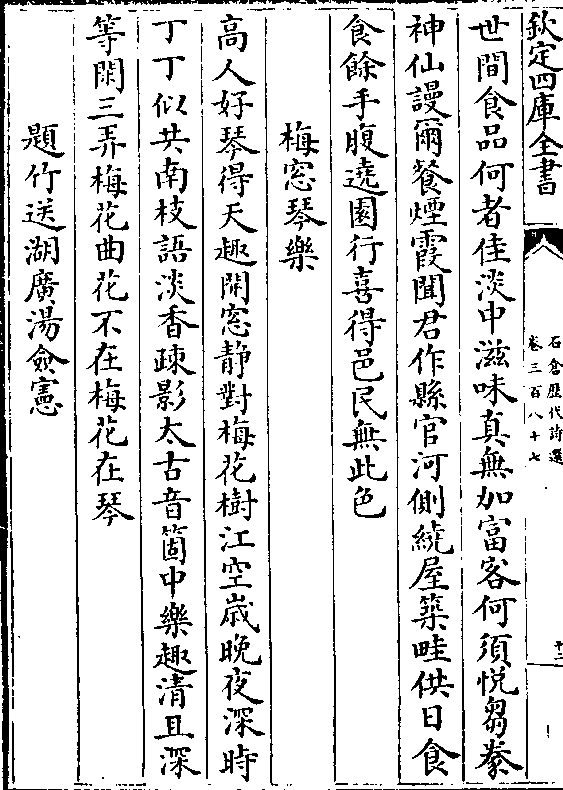 欽定四庫全書
石倉歷代詩選
卷三百八十七
十二
世間食品何者佳淡中滋味真無加富客何須悅芻豢
神仙謾爾餐煙霞聞君作縣官河側繞屋築畦供日食
食餘手腹遶園行喜得邑民無此色
梅窓琴樂
高人好琴得天趣開窓靜對梅花樹江空歳晚夜深時
丁丁似共南枝語淡香疎影太古音箇中樂趣清且深
等閑三弄梅花曲花不在梅花在琴
題竹送湖廣湯僉憲